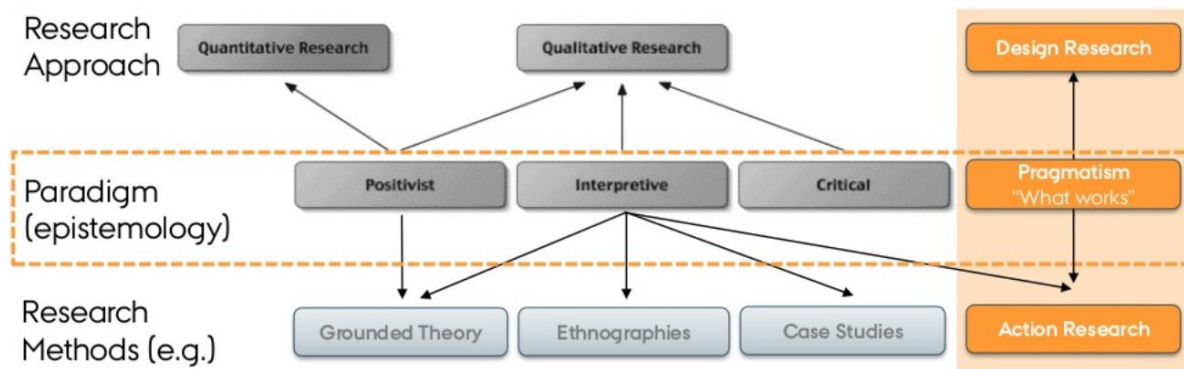 Research
Approach
Quantitative Research
Qualitative Research
Design Research
Paradigm
(epistemology)
Positivist
Interpretive
Critical
Pragmatism
"What works"
Research
Methods (e.g.)
Grounded Theory
Ethnographies
Case Studies
Action Research